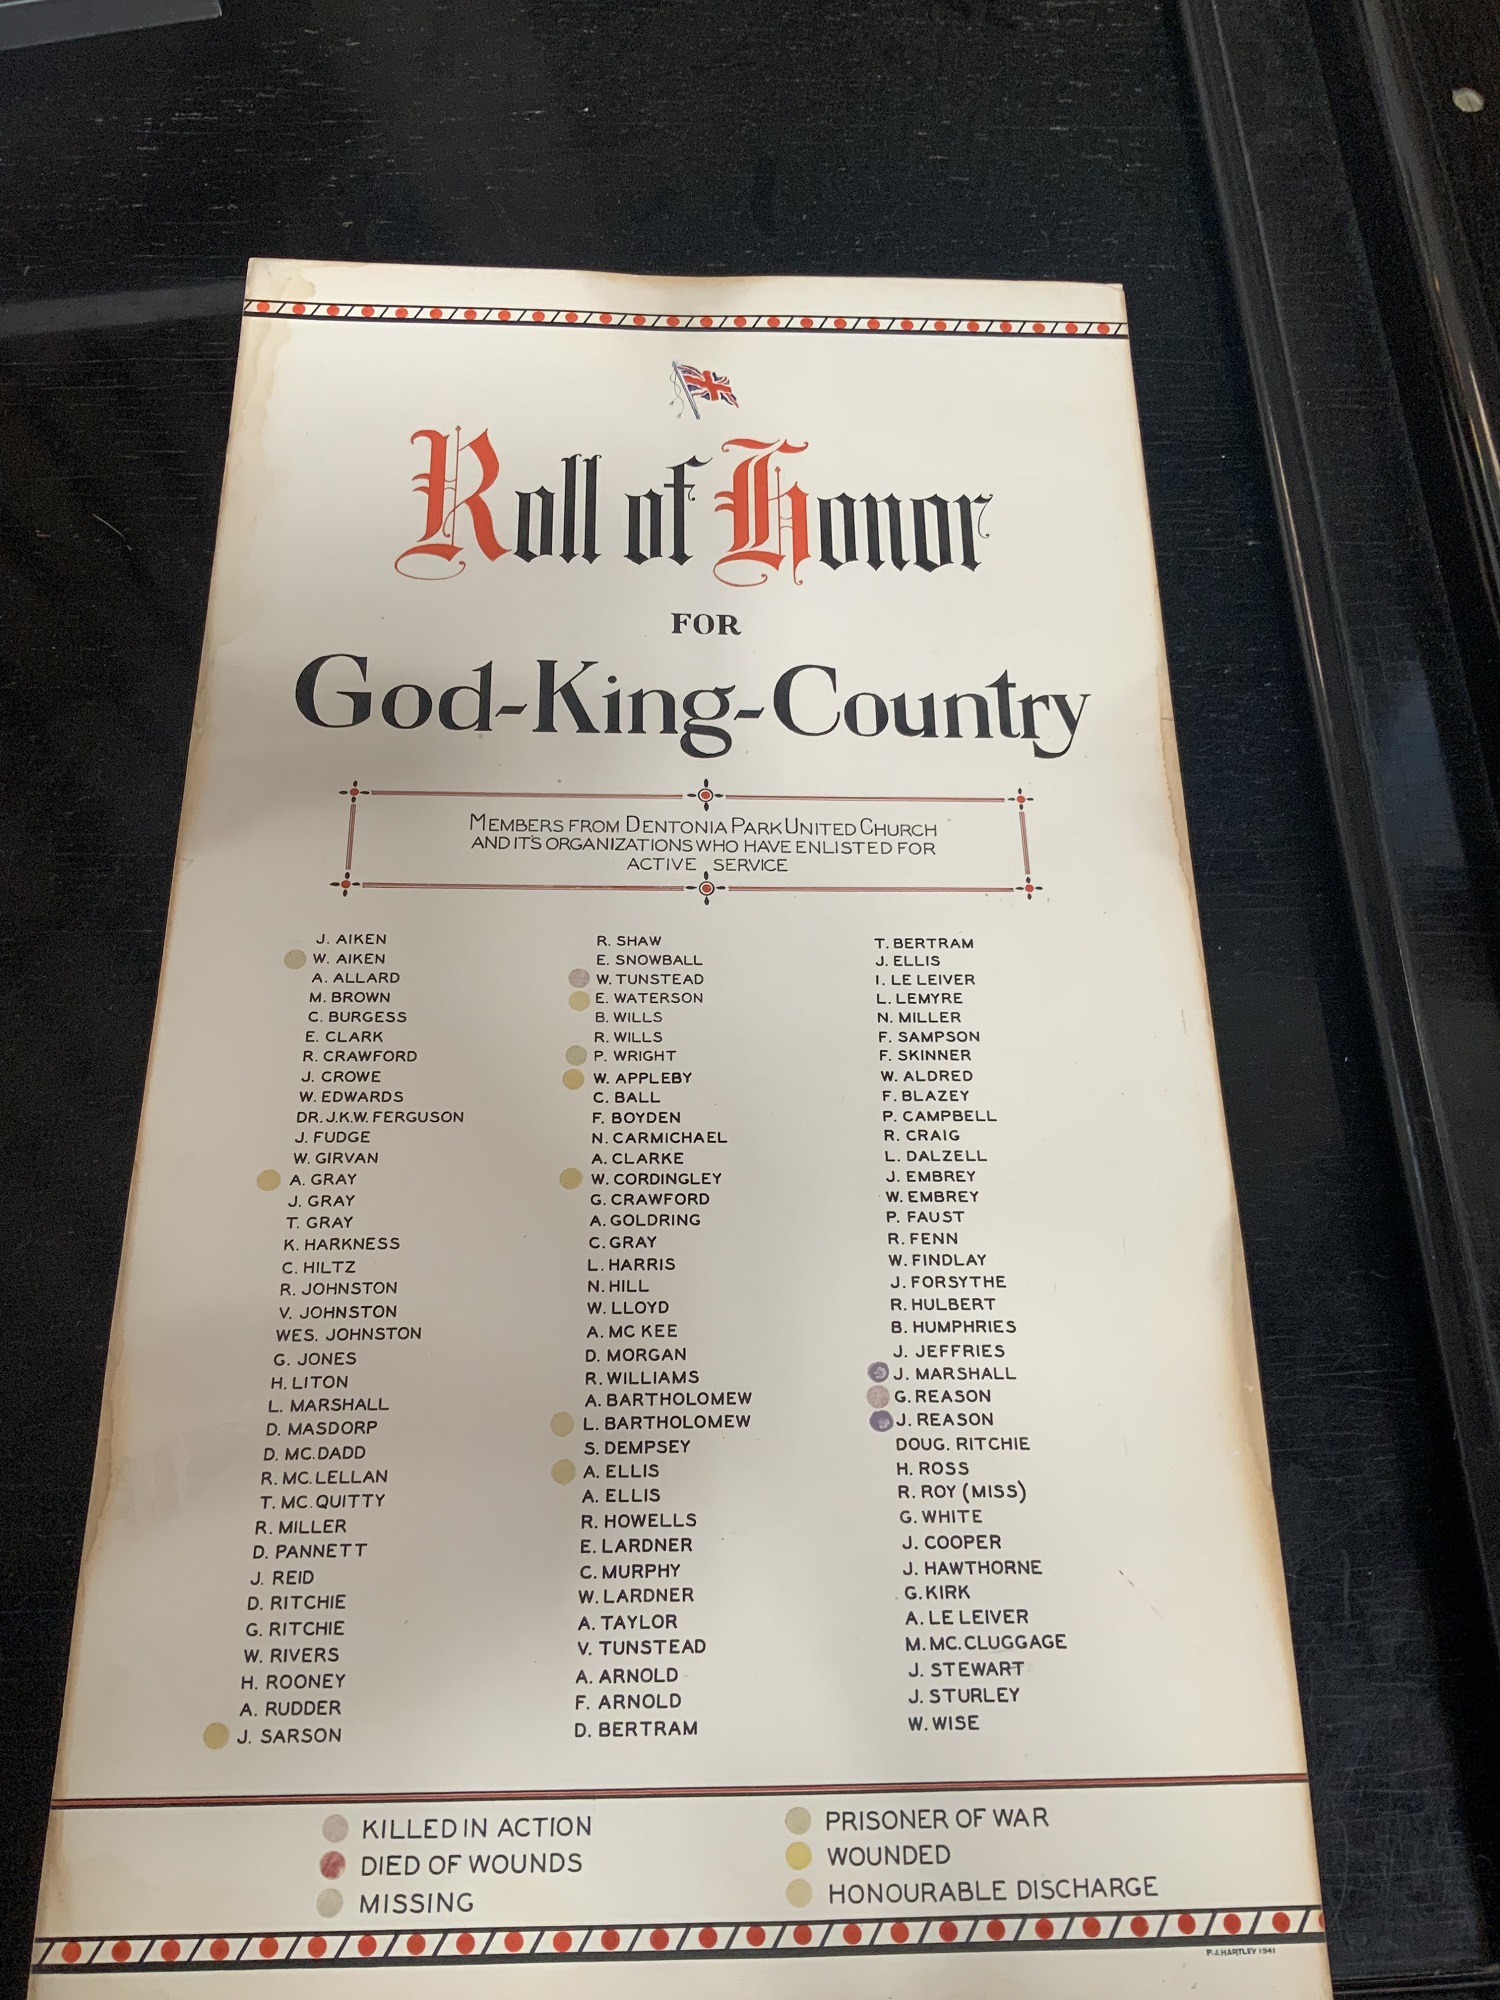 Roll of Honor
FOR
God-King-Country
MEMBERS FROM DENTONIA PARK UNITED CHURCH
AND IT'S ORGANIZATIONS WHO HAVE ENLISTED FOR
ACTIVE SERVICE
J. AIKEN
W. AIKEN
A. ALLARD
M. BROWN
C. BURGESS
E. CLARK
R. CRAWFORD
J. CROWE
W. EDWARDS
DR. J.K.W. FERGUSON
J. FUDGE
W. GIRVAN
A. GRAY
J. GRAY
T. GRAY
K. HARKNESS
C. HILTZ
R. JOHNSTON
V. JOHNSTON
WES. JOHNSTON
G. JONES
H. LITON
L. MARSHALL
D. MASDORP
D. MC.DADD
R. MC.LELLAN
T. MC.QUITTY
R. MILLER
D. PANNETT
J. REID
D. RITCHIE
G. RITCHIE
W. RIVERS
H. ROONEY
A. RUDDER
J. SARSON
R. SHAW
E. SNOWBALL
W. TUNSTEAD
E. WATERSON
B. WILLS
R. WILLS
P. WRIGHT
W. APPLEBY
C. BALL
F. BOYDEN
N. CARMICHAEL
A. CLARKE
W. CORDINGLEY
G. CRAWFORD
A. GOLDRING
C. GRAY
L. HARRIS
N. HILL
W. LLOYD
A. MC KEE
D. MORGAN
R. WILLIAMS
A. BARTHOLOMEW
L. BARTHOLOMEW
S. DEMPSEY
A. ELLIS
A. ELLIS
R. HOWELLS
E. LARDNER
C. MURPHY
W. LARDNER
A. TAYLOR
V. TUNSTEAD
A. ARNOLD
F. ARNOLD
D. BERTRAM
T. BERTRAM
J. ELLIS
I. LE LEIVER
L. LEMYRE
N. MILLER
F. SAMPSON
F. SKINNER
W. ALDRED
F. BLAZEY
P. CAMPBELL
R. CRAIG
L. DALZELL
J. EMBREY
W. EMBREY
P. FAUST
R. FENN
W. FINDLAY
J. FORSYTHE
R. HULBERT
B. HUMPHRIES
J. JEFFRIES
J. MARSHALL
G. REASON
J. REASON
DOUG. RITCHIE
H. ROSS
R. ROY (MISS)
G. WHITE
J. COOPER
J. HAWTHORNE
G. KIRK
A. LE LEIVER
M. MC.CLUGGAGE
J. STEWART
J. STURLEY
W. WISE
KILLED IN ACTION
DIED OF WOUNDS
MISSING
PRISONER OF WAR
WOUNDED
HONOURABLE DISCHARGE
P.J. HARTLEY 1941